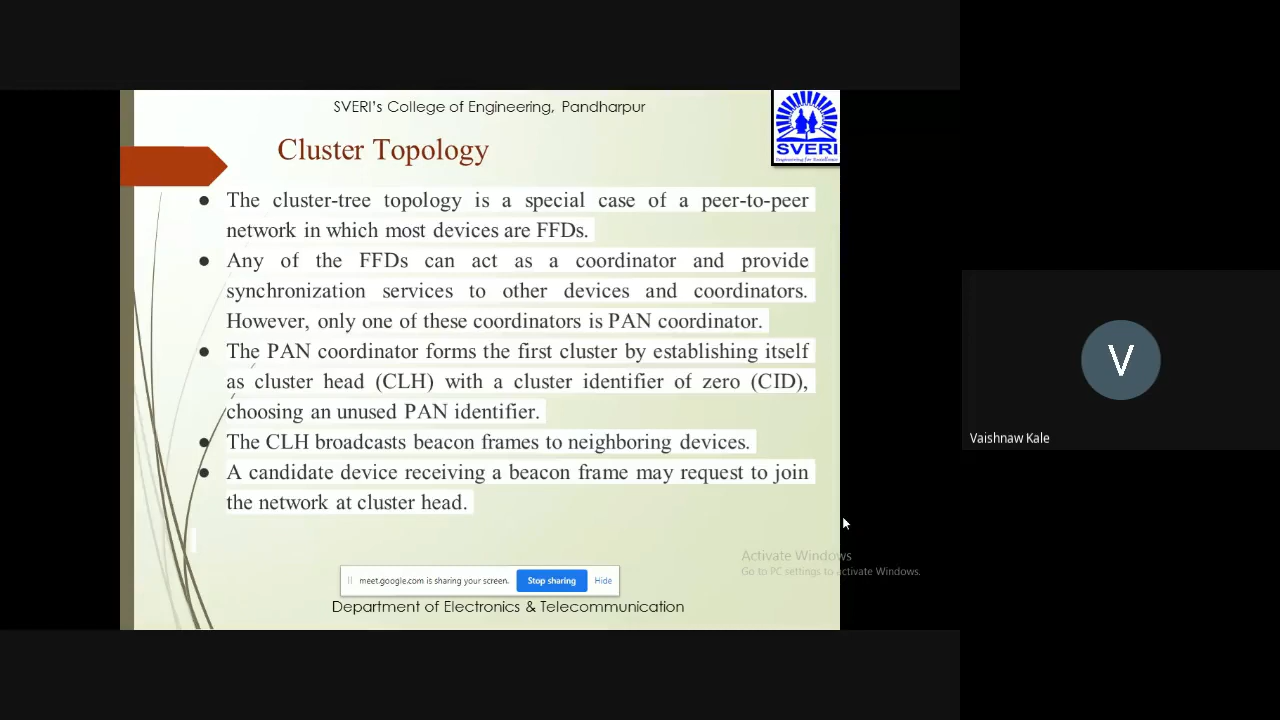 SVERI's College of Engineering, Pandharpur
SVERI
Engineering for Excellence
Cluster Topology
● The cluster-tree topology is a special case of a peer-to-peer
network in which most devices are FFDs.
● Any of the FFDs can act as a coordinator and provide
synchronization services to other devices and coordinators.
However, only one of these coordinators is PAN coordinator.
● The PAN coordinator forms the first cluster by establishing itself
as cluster head (CLH) with a cluster identifier of zero (CID),
choosing an unused PAN identifier.
● The CLH broadcasts beacon frames to neighboring devices.
● A candidate device receiving a beacon frame may request to join
the network at cluster head.
V
Vaishnaw Kale
Activate Windows
Go to PC settings to activate Windows.
meet.google.com is sharing your screen. Stop sharing Hide
Department of Electronics & Telecommunication